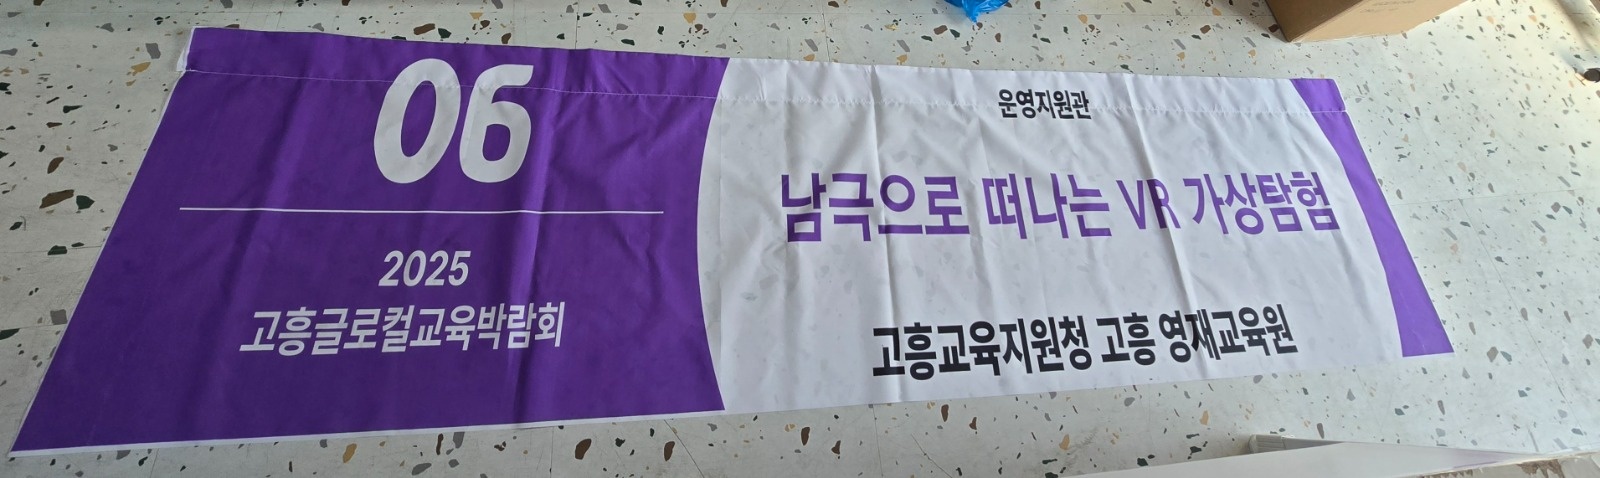 06
2025
고흥글로컬교육박람회
운영지원관
남극으로 떠나는 VR 가상탐험
고흥교육지원청 고흥 영재교육원